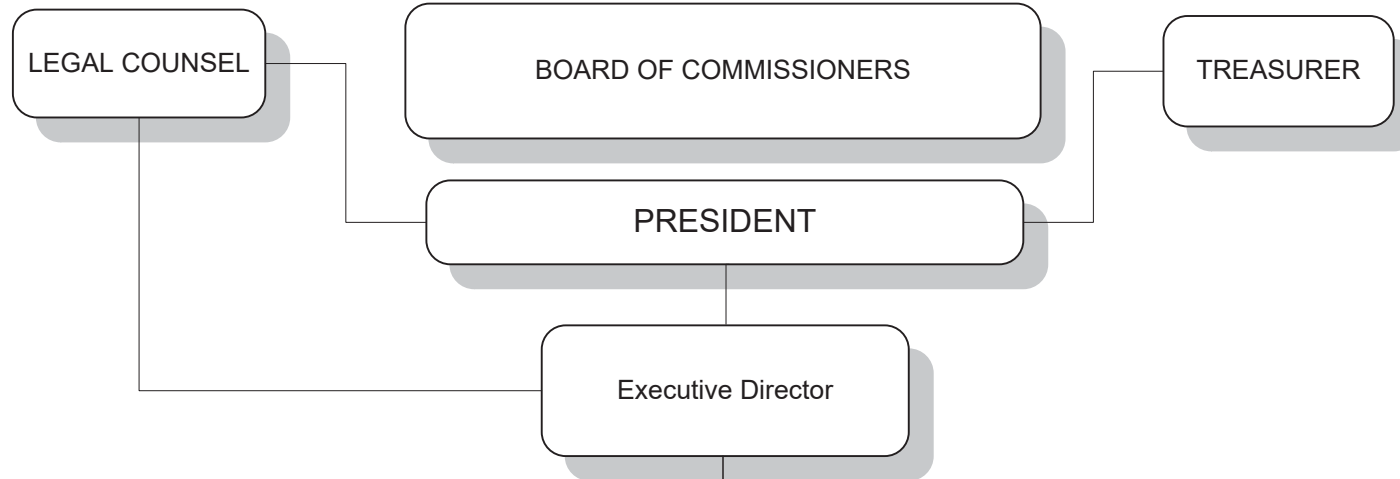 LEGAL COUNSEL
BOARD OF COMMISSIONERS
TREASURER
PRESIDENT
Executive Director